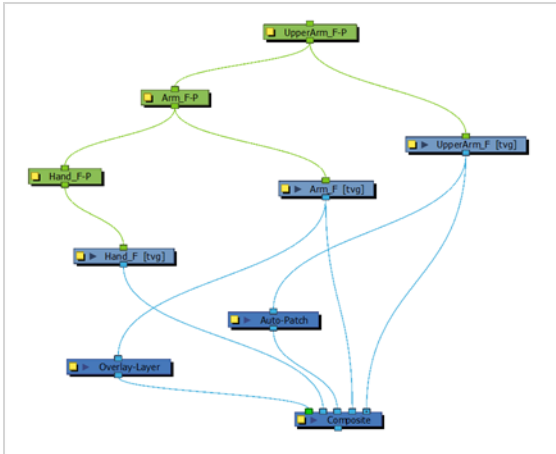 UpperArm_F-P
Arm_F-P
UpperArm_F [tvg]
Hand_F-P
Arm_F [tvg]
Hand_F [tvg]
Auto-Patch
Overlay-Layer
Composite